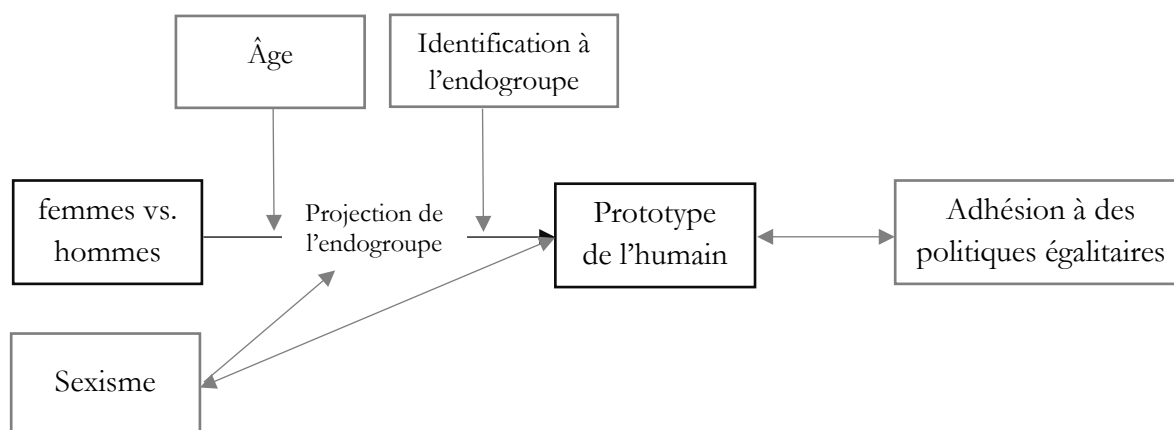 Âge
Identification à
l’endogroupe
femmes vs.
hommes
Projection de
l’endogroupe
Prototype
de l’humain
Adhésion à des
politiques égalitaires
Sexisme